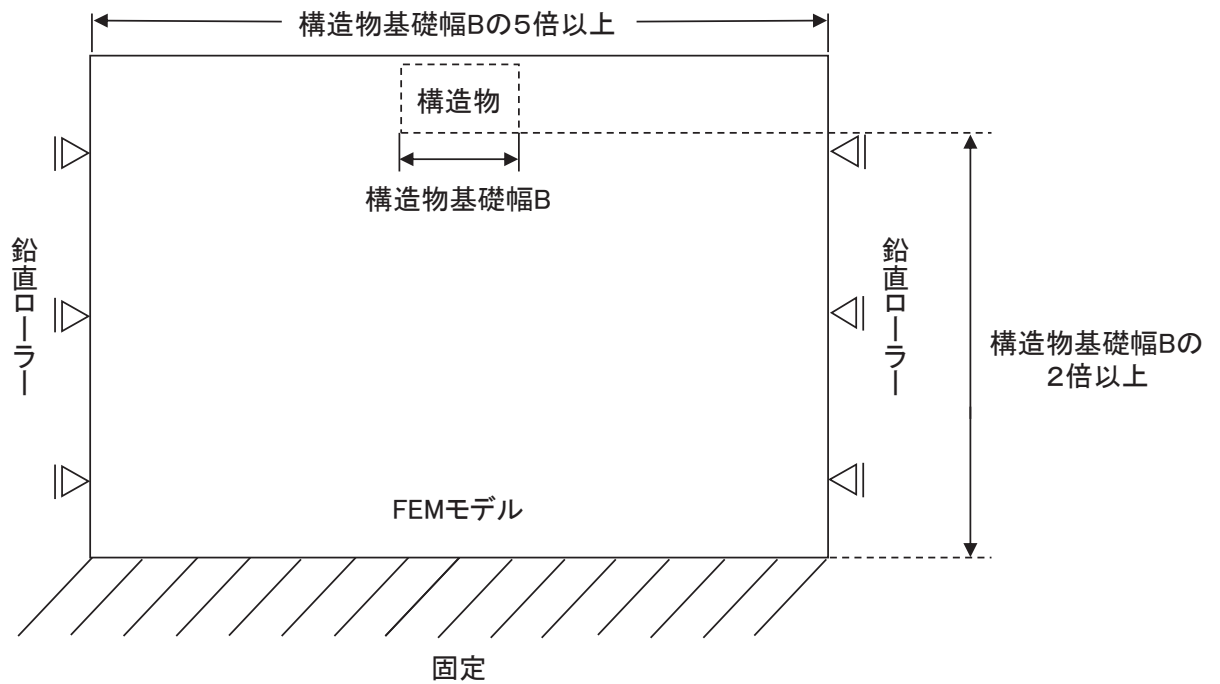 構造物基礎幅Bの5倍以上
構造物
構造物基礎幅B
鉛直ローラー
鉛直ローラー
構造物基礎幅Bの
2倍以上
FEMモデル
固定